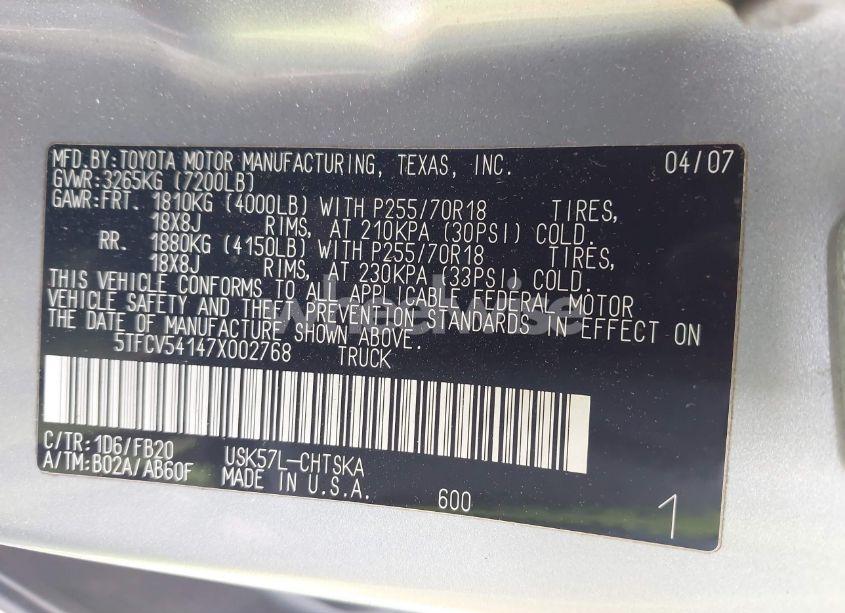 MFD.BY:TOYOTA MOTOR MANUFACTURING, TEXAS, INC. 04/07
GVWR:3265KG (7200LB)
GAWR:FRT. 1810KG (4000LB) WITH P255/70R18 TIRES,
18X8J RIMS, AT 210KPA (30PSI) COLD.
RR. 1880KG (4150LB) WITH P255/70R18 TIRES,
18X8J RIMS, AT 230KPA (33PSI) COLD.
THIS VEHICLE CONFORMS TO ALL APPLICABLE FEDERAL MOTOR
VEHICLE SAFETY AND THEFT PREVENTION STANDARDS IN EFFECT ON
THE DATE OF MANUFACTURE SHOWN ABOVE.
5TFCV54147X002768 TRUCK
C/TR:1D6/FB20 USK57L-CHTSKA
A/TM:B02A/AB60F MADE IN U.S.A. 600 1
wheelwise